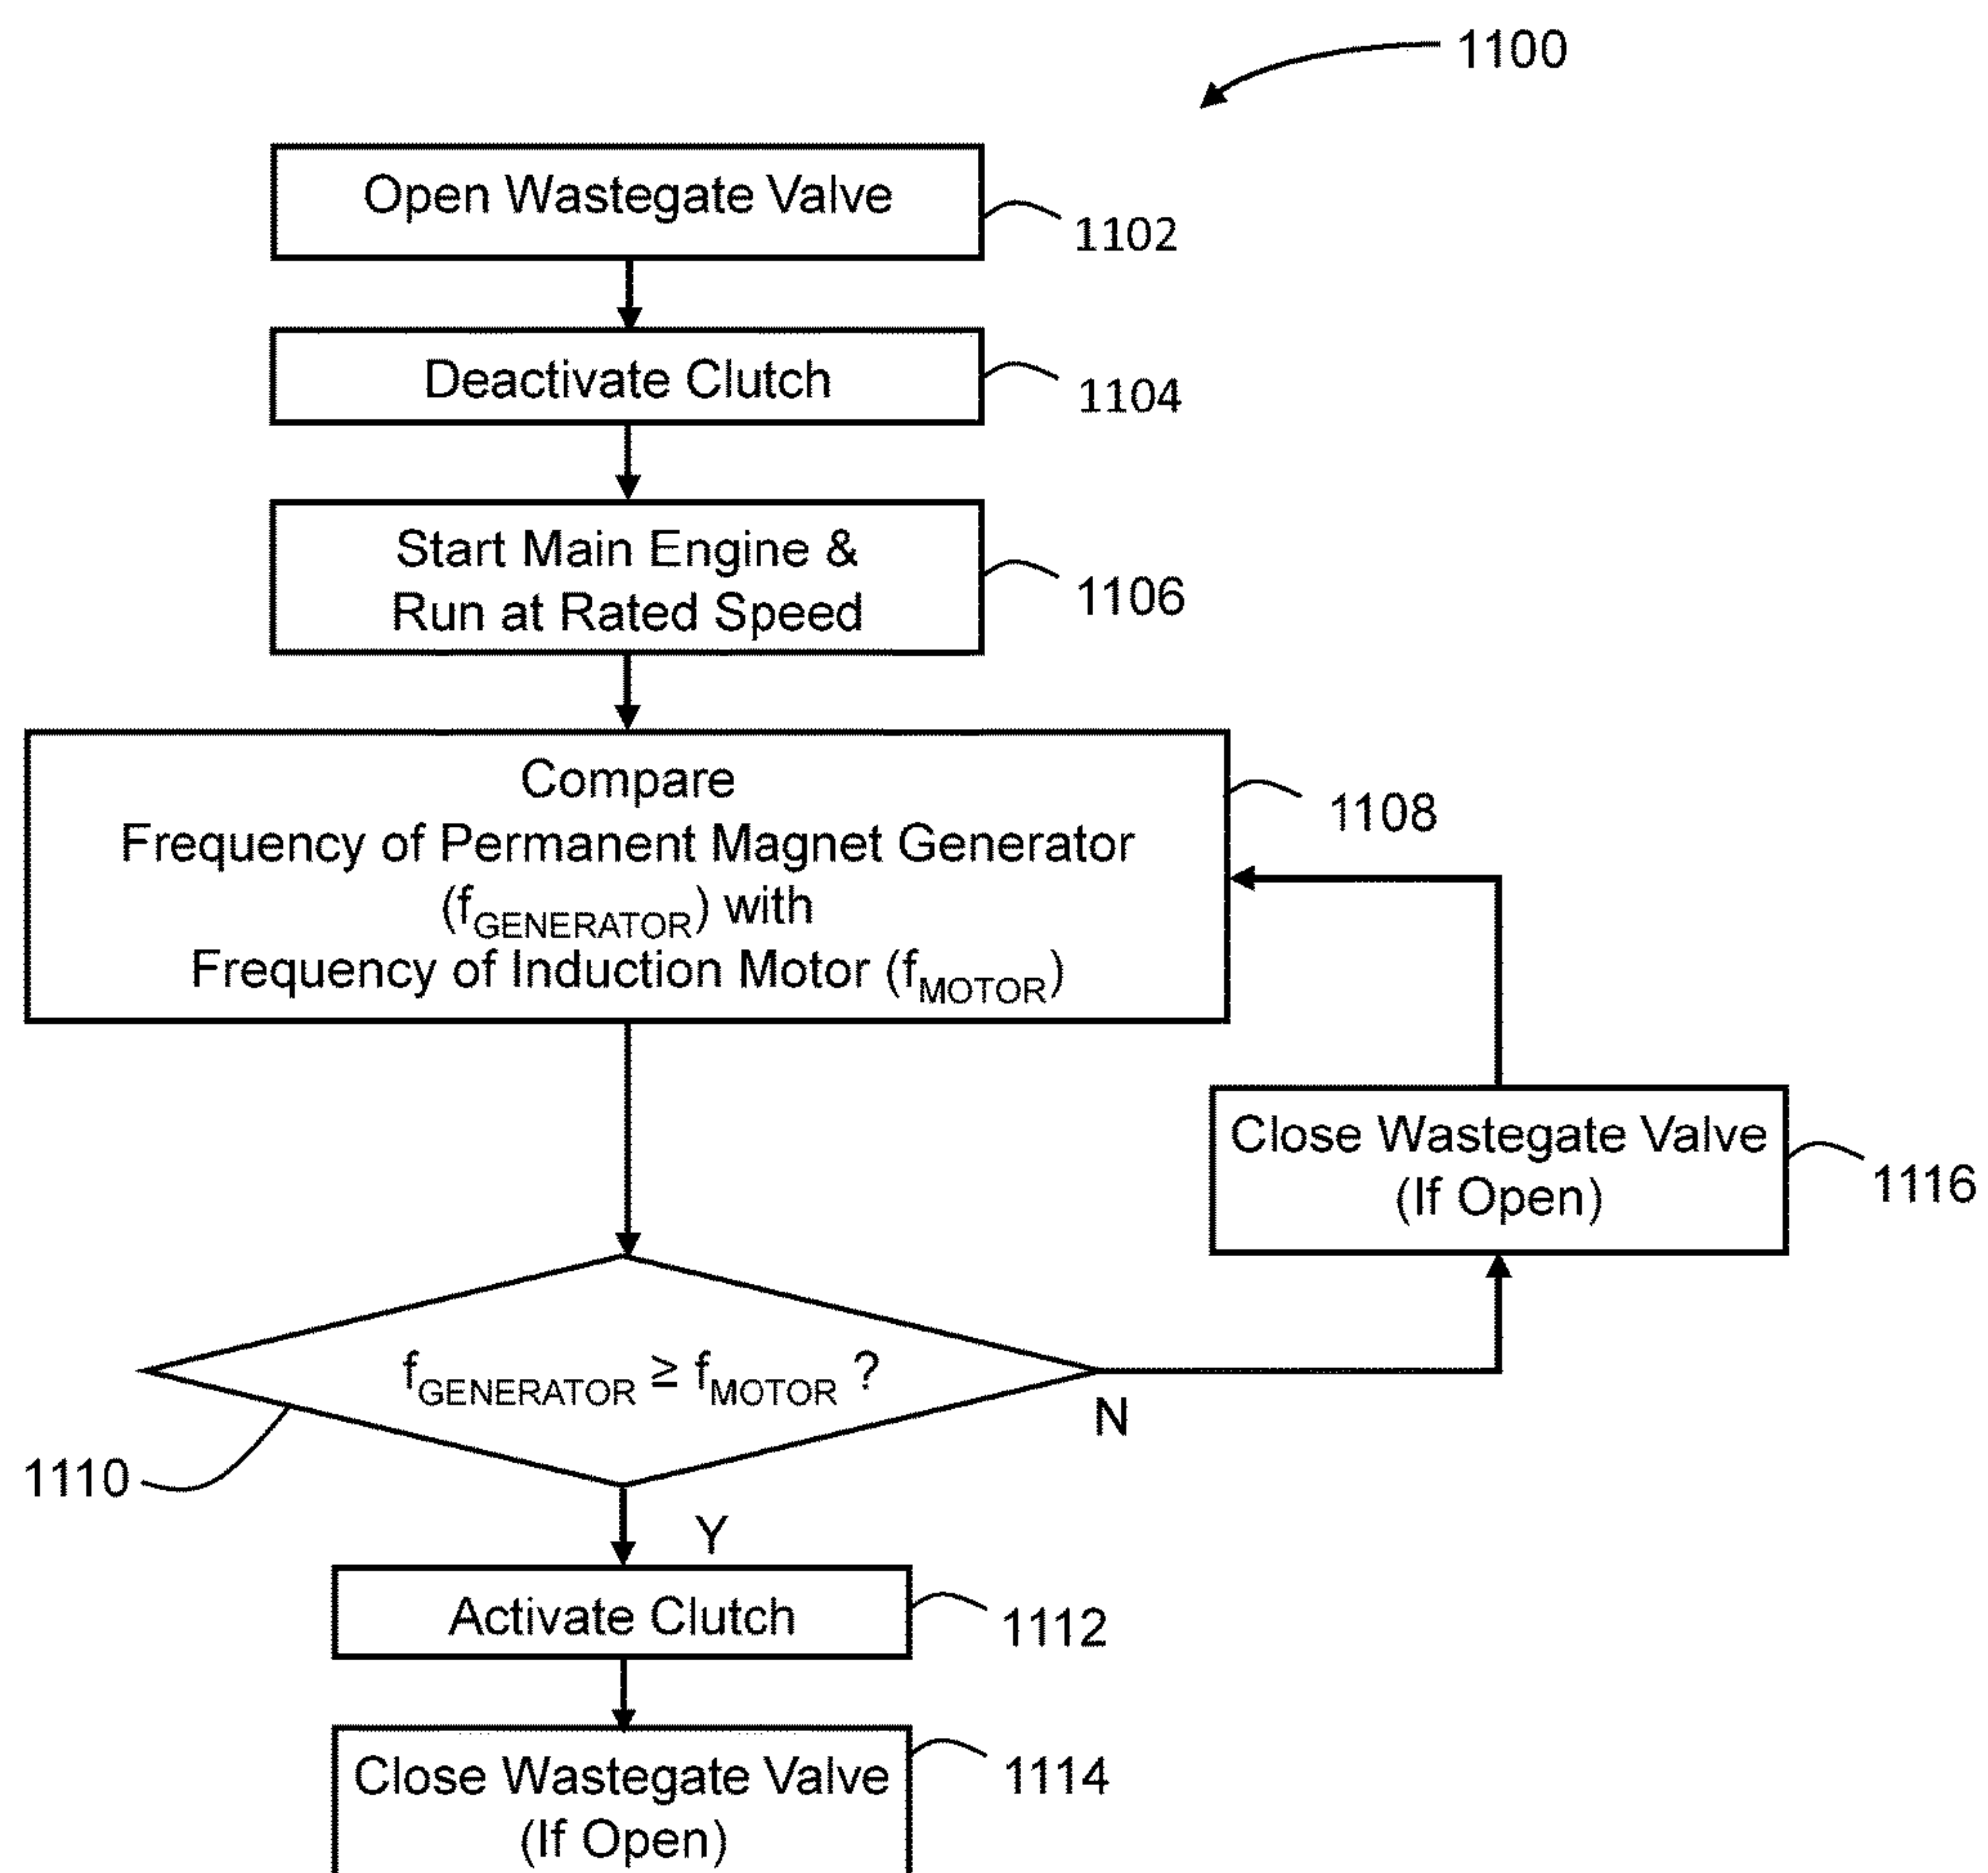 1100
Open Wastegate Valve
1102
Deactivate Clutch
1104
Start Main Engine &
Run at Rated Speed
1106
Compare
Frequency of Permanent Magnet Generator
(fGENERATOR) with
Frequency of Induction Motor (fMOTOR)
1108
Close Wastegate Valve
(If Open)
1116
fGENERATOR ≥ fMOTOR ?
N
1110
Y
Activate Clutch
1112
Close Wastegate Valve
(If Open)
1114